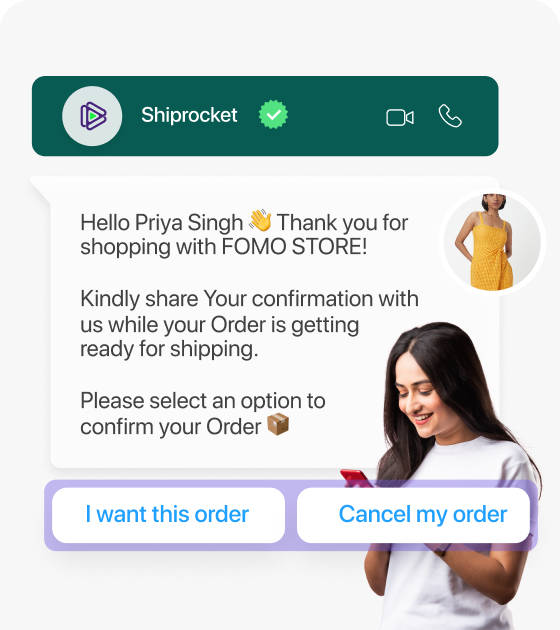 Shiprocket
Hello Priya Singh 👋 Thank you for
shopping with FOMO STORE!
Kindly share Your confirmation with
us while your Order is getting
ready for shipping.
Please select an option to
confirm your Order 📦
I want this order
Cancel my order